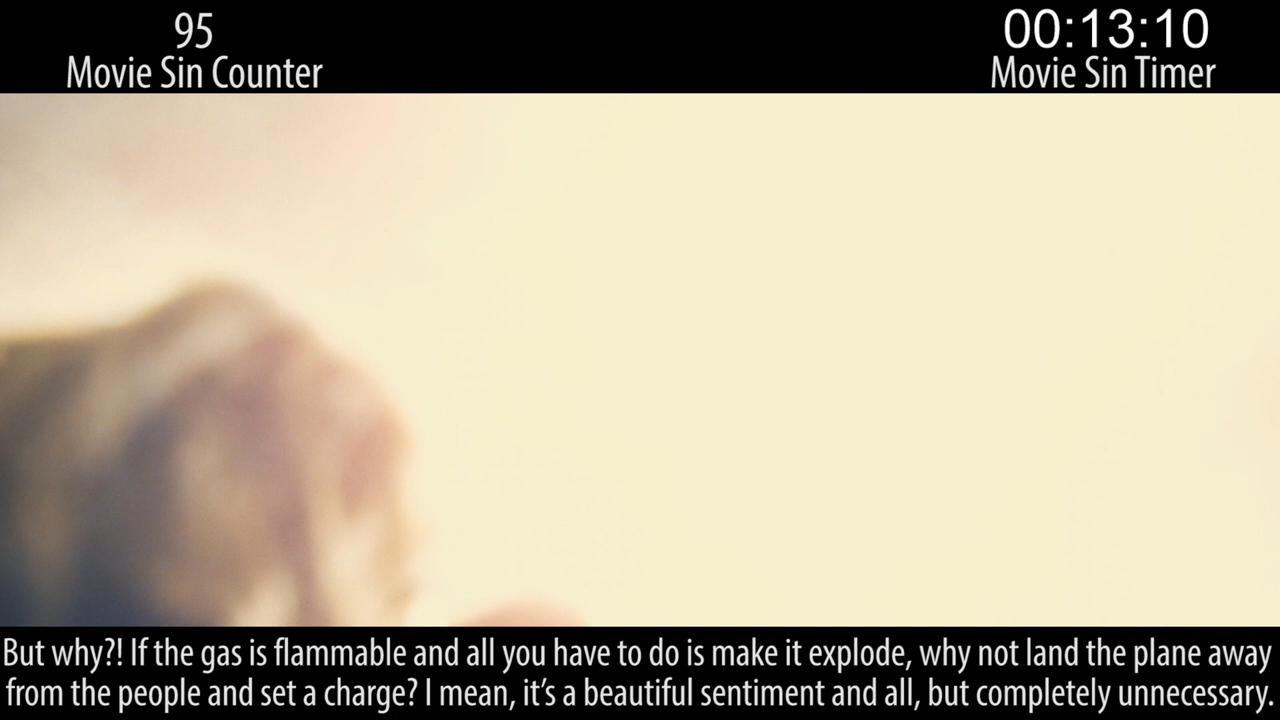 95
Movie Sin Counter
00:13:10
Movie Sin Timer
But why?! If the gas is flammable and all you have to do is make it explode, why not land the plane away
from the people and set a charge? I mean, it's a beautiful sentiment and all, but completely unnecessary.